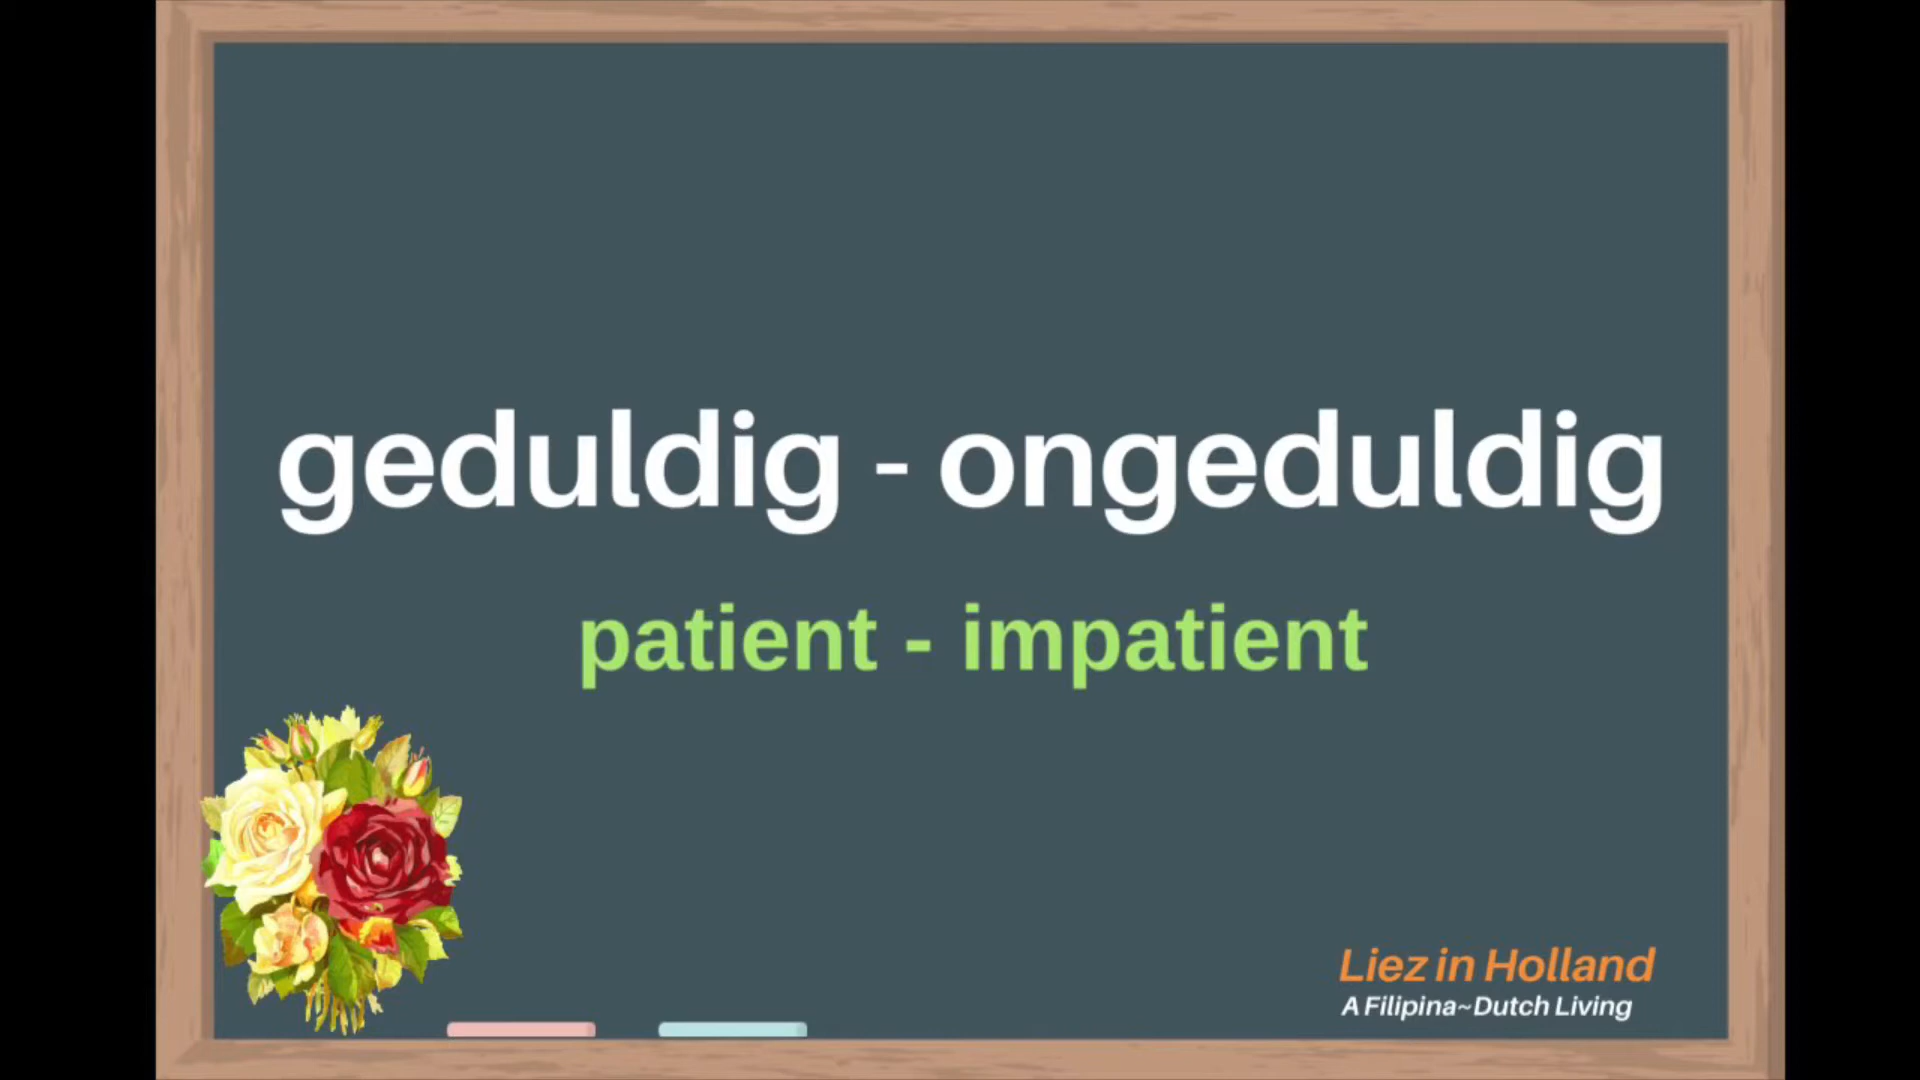 geduldig - ongeduldig
patient - impatient
Liez in Holland
A Filipina~Dutch Living